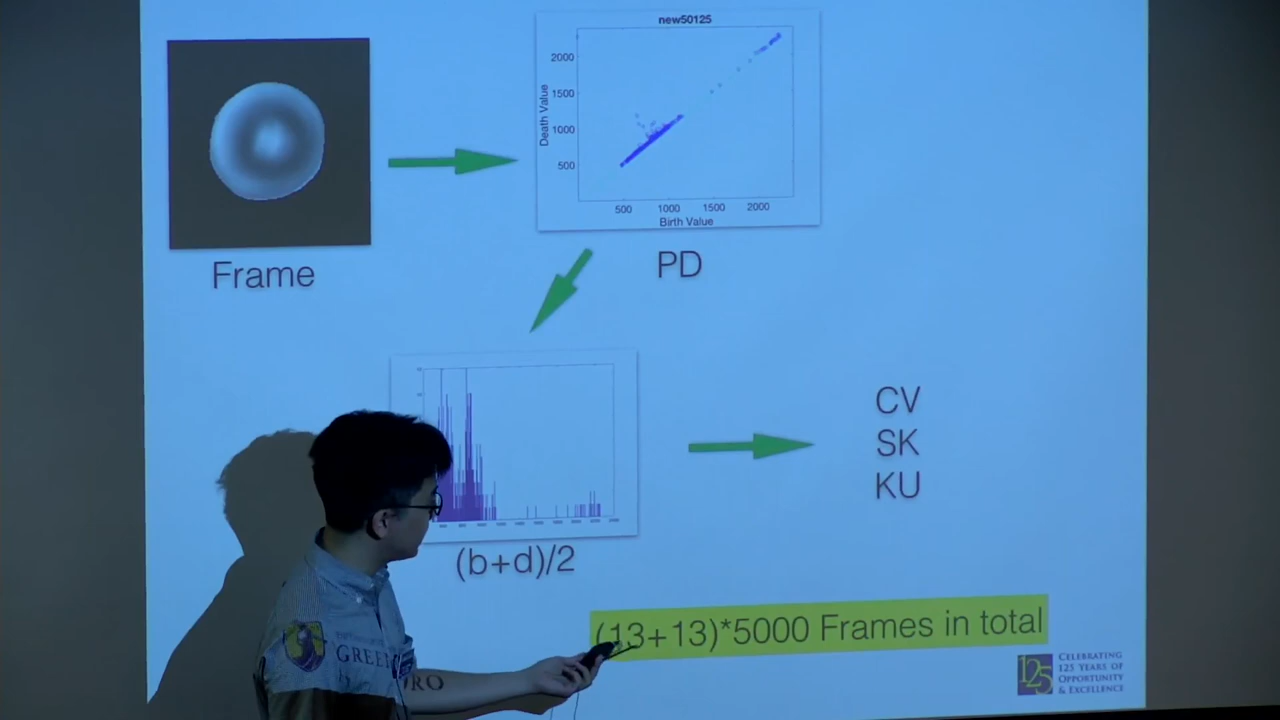 new50125
Death Value
2000
1500
1000
500
500 1000 1500 2000
Birth Value
Frame
PD
(b+d)/2
CV
SK
KU
(13+13)*5000 Frames in total
125
CELEBRATING
125 YEARS OF
OPPORTUNITY
& EXCELLENCE